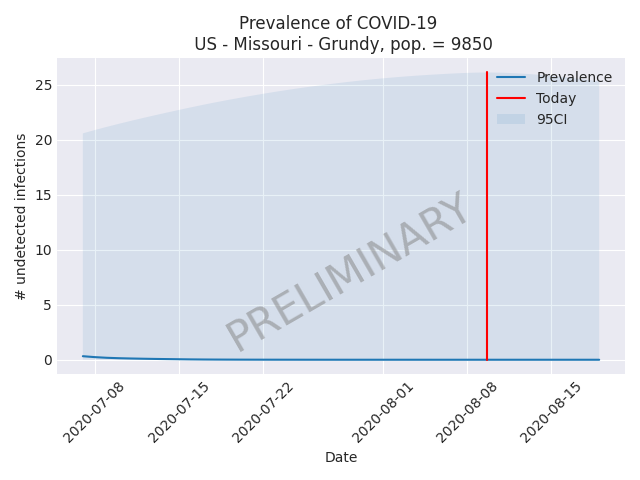 Prevalence of COVID-19
US - Missouri - Grundy, pop. = 9850
Prevalence
Today
95CI
# undetected infections
25
20
15
10
5
0
PRELIMINARY
2020-07-08
2020-07-15
2020-07-22
2020-08-01
2020-08-08
2020-08-15
Date